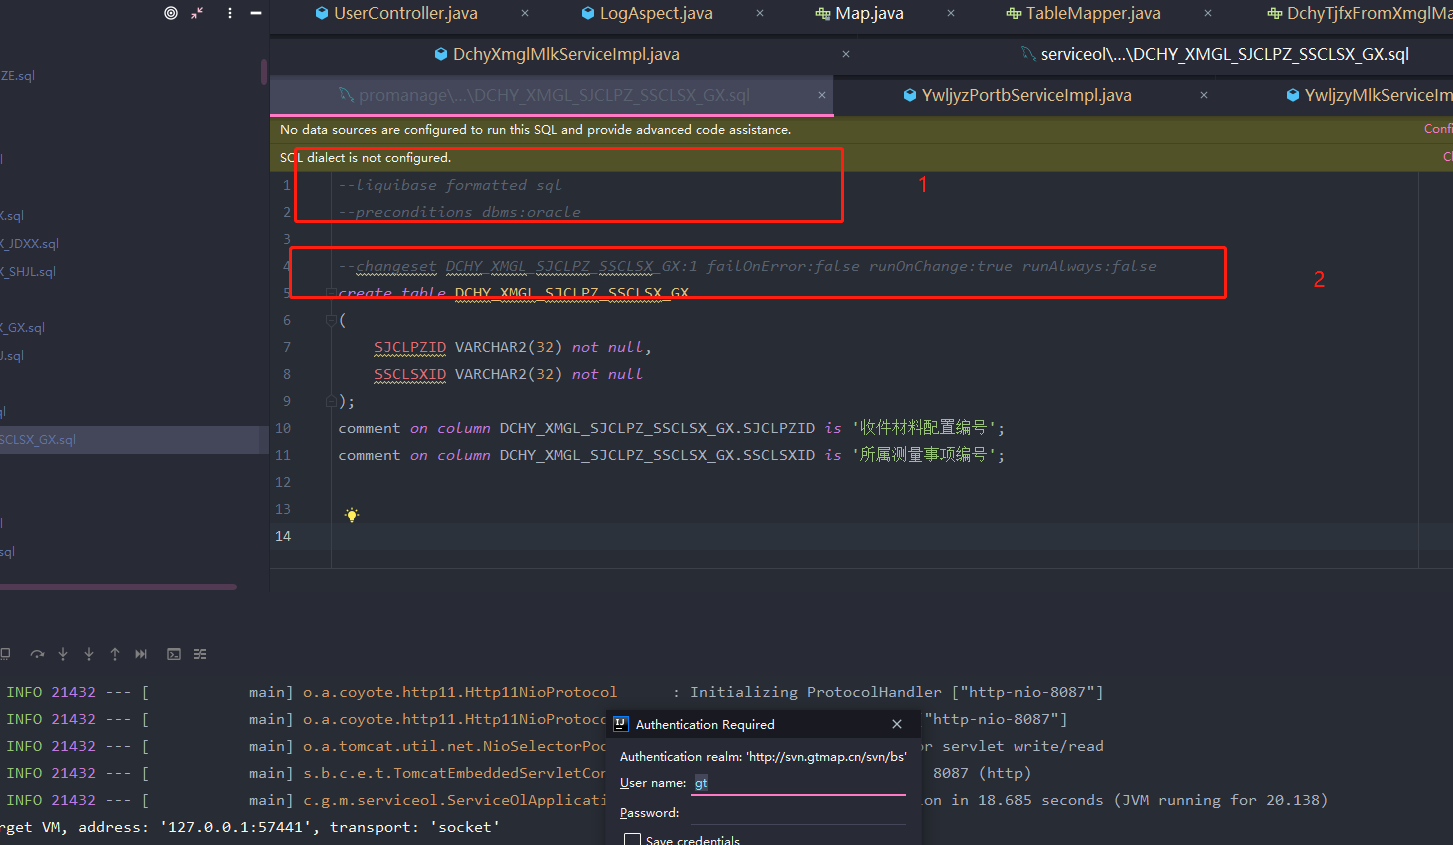 UserController.java
LogAspect.java
Map.java
TableMapper.java
DchyTjfxFromXmglMa
DchyXmglMlkServiceImpl.java
serviceol\...\DCHY_XMGL_SJCLPZ_SSCLSX_GX.sql
promanage\...\DCHY_XMGL_SJCLPZ_SSCLSX_GX.sql
YwljyzPortbServiceImpl.java
YwljzyMlkServiceIm
ZE.sql
l
X.sql
X_JDXX.sql
X_SHJL.sql
X_GX.sql
J.sql
ql
SSCLSX_GX.sql
l
sql
No data sources are configured to run this SQL and provide advanced code assistance.
Confi
SQL dialect is not configured.
1 --liquibase formatted sql
2 --preconditions dbms:oracle
3
4 --changeset DCHY_XMGL_SJCLPZ_SSCLSX_GX:1 failOnError:false runOnChange:true runAlways:false
5 create table DCHY_XMGL_SJCLPZ_SSCLSX_GX
6 (
7 SJCLPZID VARCHAR2(32) not null,
8 SSCLSXID VARCHAR2(32) not null
9 );
10 comment on column DCHY_XMGL_SJCLPZ_SSCLSX_GX.SJCLPZID is '收件材料配置编号';
11 comment on column DCHY_XMGL_SJCLPZ_SSCLSX_GX.SSCLSXID is '所属测量事项编号';
12
13
14
1
2
INFO 21432 --- [ main] o.a.coyote.http11.Http11NioProtocol : Initializing ProtocolHandler ["http-nio-8087"]
INFO 21432 --- [ main] o.a.coyote.http11.Http11NioProtoco "http-nio-8087"]
INFO 21432 --- [ main] o.a.tomcat.util.net.NioSelectorPoo or servlet write/read
INFO 21432 --- [ main] s.b.c.e.t.TomcatEmbeddedServletCon 8087 (http)
INFO 21432 --- [ main] c.g.m.serviceol.ServiceOlApplicati on in 18.685 seconds (JVM running for 20.138)
rget VM, address: '127.0.0.1:57441', transport: 'socket'
Authentication Required
Authentication realm: 'http://svn.gtmap.cn/svn/bs'
User name: gt
Password:
Save credentials